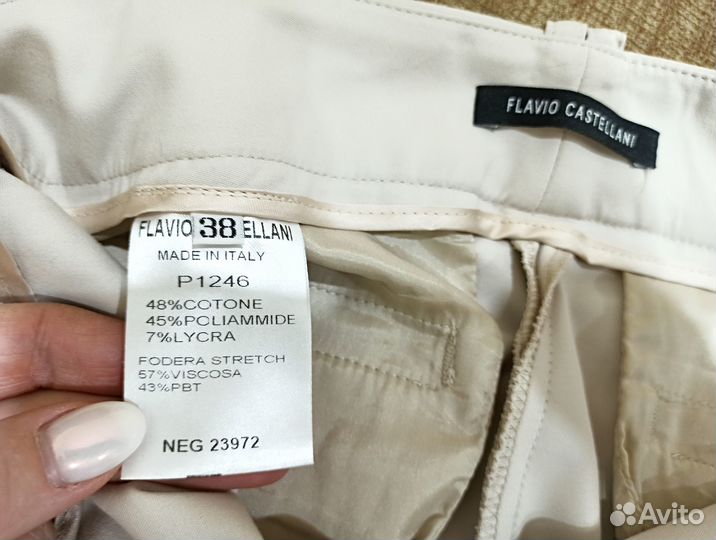 FLAVIO CASTELLANI
FLAVIO 38 ELLANI
MADE IN ITALY
P1246
48%COTONE
45%POLIAMMIDE
7%LYCRA
FODERA STRETCH
57%VISCOSA
43%PBT
NEG 23972
Avito